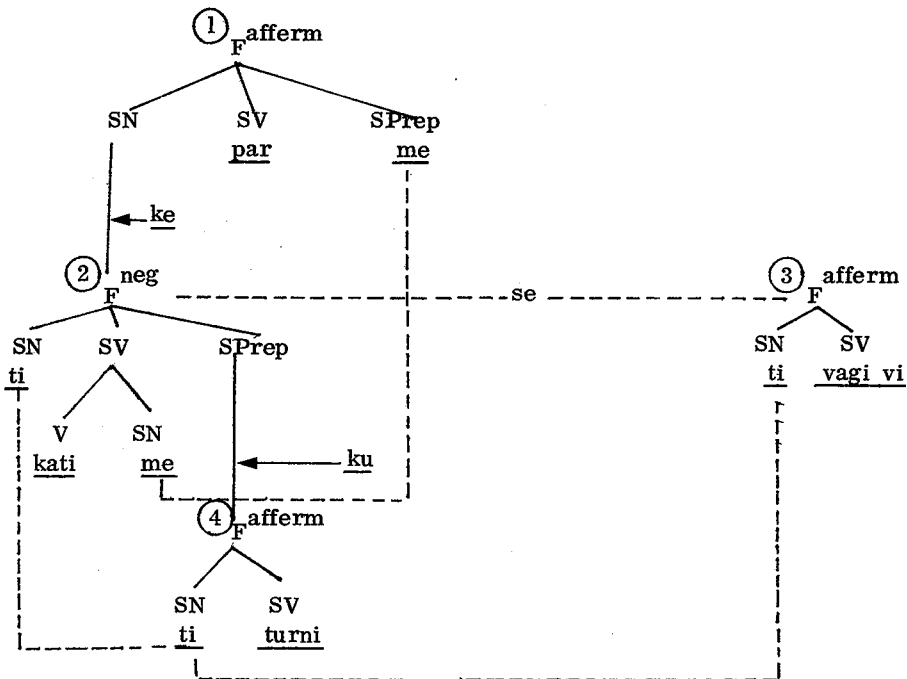 1 F afferm
SN SV SPrep
par me
ke
2 F neg
se
3 F afferm
SN SV SPrep
SN SV
ti
ti vagi vi
V SN
kati me
ku
4 F afferm
SN SV
ti turni